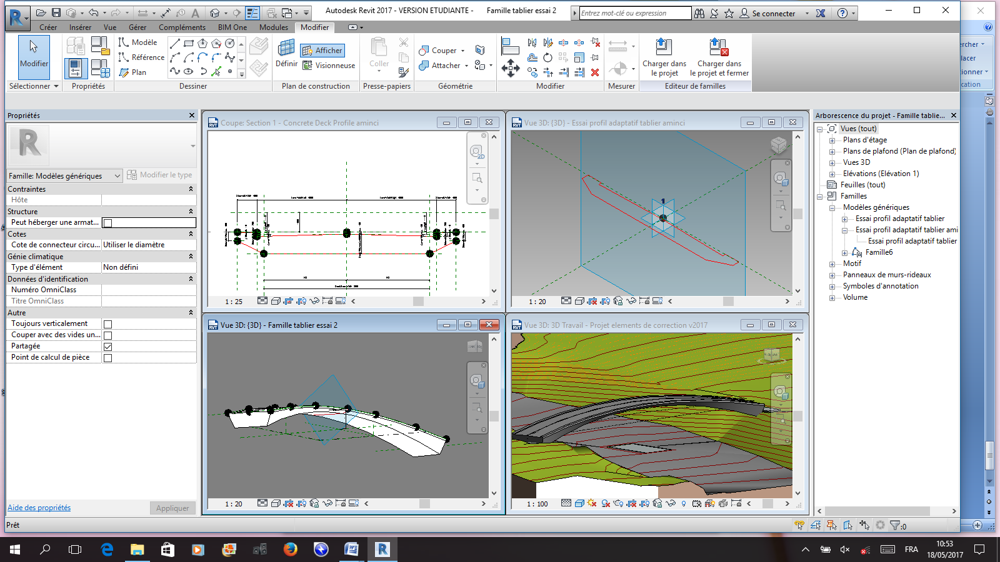 Autodesk Revit 2017 - VERSION ETUDIANTE -
Famille tablier essai 2
Entrez mot-clé ou expression
Se connecter
Créer
Insérer
Vue
Gérer
Compléments
BIM One
Modules
Modifier
Modifier
Sélectionner
Propriétés
Modèle
Référence
Plan
Dessiner
Définir
Afficher
Visionneuse
Plan de construction
Coller
Presse-papiers
Couper
Attacher
Géométrie
Modifier
Mesurer
Charger dans
le projet
Charger dans
le projet et fermer
Editeur de familles
Propriétés
Famille: Modèles génériques
Modifier le type
Contraintes
Hôte
Structure
Peut héberger une armat...
Cotes
Cote de connecteur circu...
Utiliser le diamètre
Génie climatique
Type d'élément
Non défini
Données d'identification
Numéro OmniClass
Titre OmniClass
Autre
Toujours verticalement
Couper avec des vides un...
Partagée
Point de calcul de pièce
Aide des propriétés
Appliquer
Prêt
Coupe: Section 1 - Concrete Deck Profile aminci
2D
1 : 25
Vue 3D: {3D} - Essai profil adaptatif tablier aminci
1
1 : 20
Vue 3D: {3D} - Famille tablier essai 2
1 : 20
Vue 3D: 3D Travail - Projet elements de correction v2017
1 : 100
Arborescence du projet - Famille tablie...
Vues (tout)
Plans d'étage
Plans de plafond (Plan de plafond)
Vues 3D
Elévations (Elévation 1)
Feuilles (tout)
Familles
Modèles génériques
Essai profil adaptatif tablier
Essai profil adaptatif tablier ami
Essai profil adaptatif tablier
Famille6
Motif
Panneaux de murs-rideaux
Symboles d'annotation
Volume
:0
FRA
10:53
18/05/2017